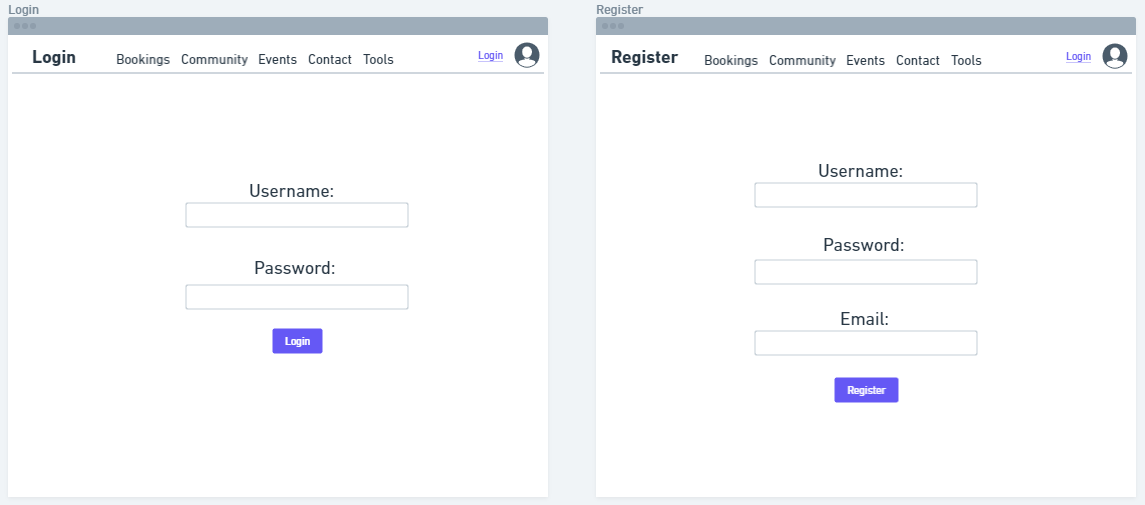 Login
Login Bookings Community Events Contact Tools Login
Username:
Password:
Login
Register
Register Bookings Community Events Contact Tools Login
Username:
Password:
Email:
Register